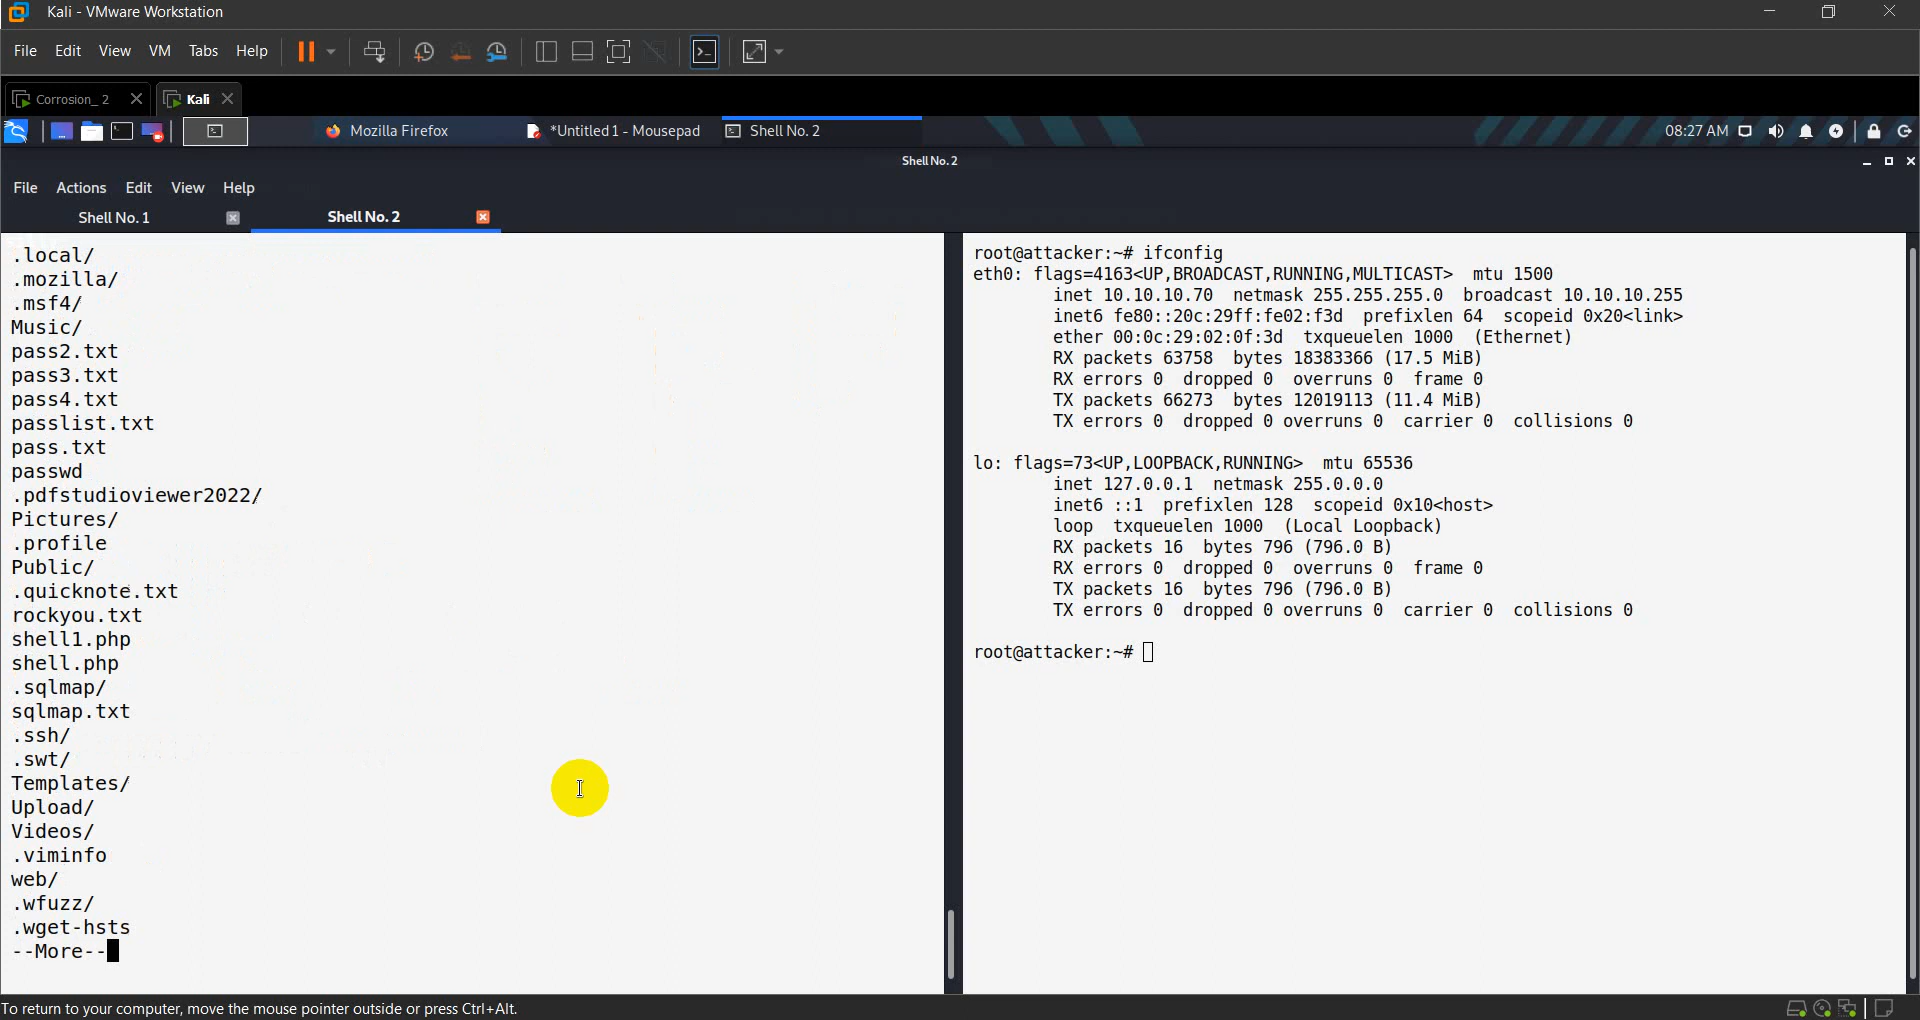 Kali - VMware Workstation
File Edit View VM Tabs Help
Corrosion_2 Kali
Mozilla Firefox *Untitled 1 - Mousepad Shell No. 2 08:27 AM
Shell No. 2
File Actions Edit View Help
Shell No. 1 Shell No. 2
.local/
.mozilla/
.msf4/
Music/
pass2.txt
pass3.txt
pass4.txt
passlist.txt
pass.txt
passwd
.pdfstudioviewer2022/
Pictures/
.profile
Public/
.quicknote.txt
rockyou.txt
shell1.php
shell.php
.sqlmap/
sqlmap.txt
.ssh/
.swt/
Templates/
Upload/
Videos/
.viminfo
web/
.wfuzz/
.wget-hsts
--More--
root@attacker:~# ifconfig
eth0: flags=4163<UP,BROADCAST,RUNNING,MULTICAST> mtu 1500
inet 10.10.10.70 netmask 255.255.255.0 broadcast 10.10.10.255
inet6 fe80::20c:29ff:fe02:f3d prefixlen 64 scopeid 0x20<link>
ether 00:0c:29:02:0f:3d txqueuelen 1000 (Ethernet)
RX packets 63758 bytes 18383366 (17.5 MiB)
RX errors 0 dropped 0 overruns 0 frame 0
TX packets 66273 bytes 12019113 (11.4 MiB)
TX errors 0 dropped 0 overruns 0 carrier 0 collisions 0
lo: flags=73<UP,LOOPBACK,RUNNING> mtu 65536
inet 127.0.0.1 netmask 255.0.0.0
inet6 ::1 prefixlen 128 scopeid 0x10<host>
loop txqueuelen 1000 (Local Loopback)
RX packets 16 bytes 796 (796.0 B)
RX errors 0 dropped 0 overruns 0 frame 0
TX packets 16 bytes 796 (796.0 B)
TX errors 0 dropped 0 overruns 0 carrier 0 collisions 0
root@attacker:~#
To return to your computer, move the mouse pointer outside or press Ctrl+Alt.